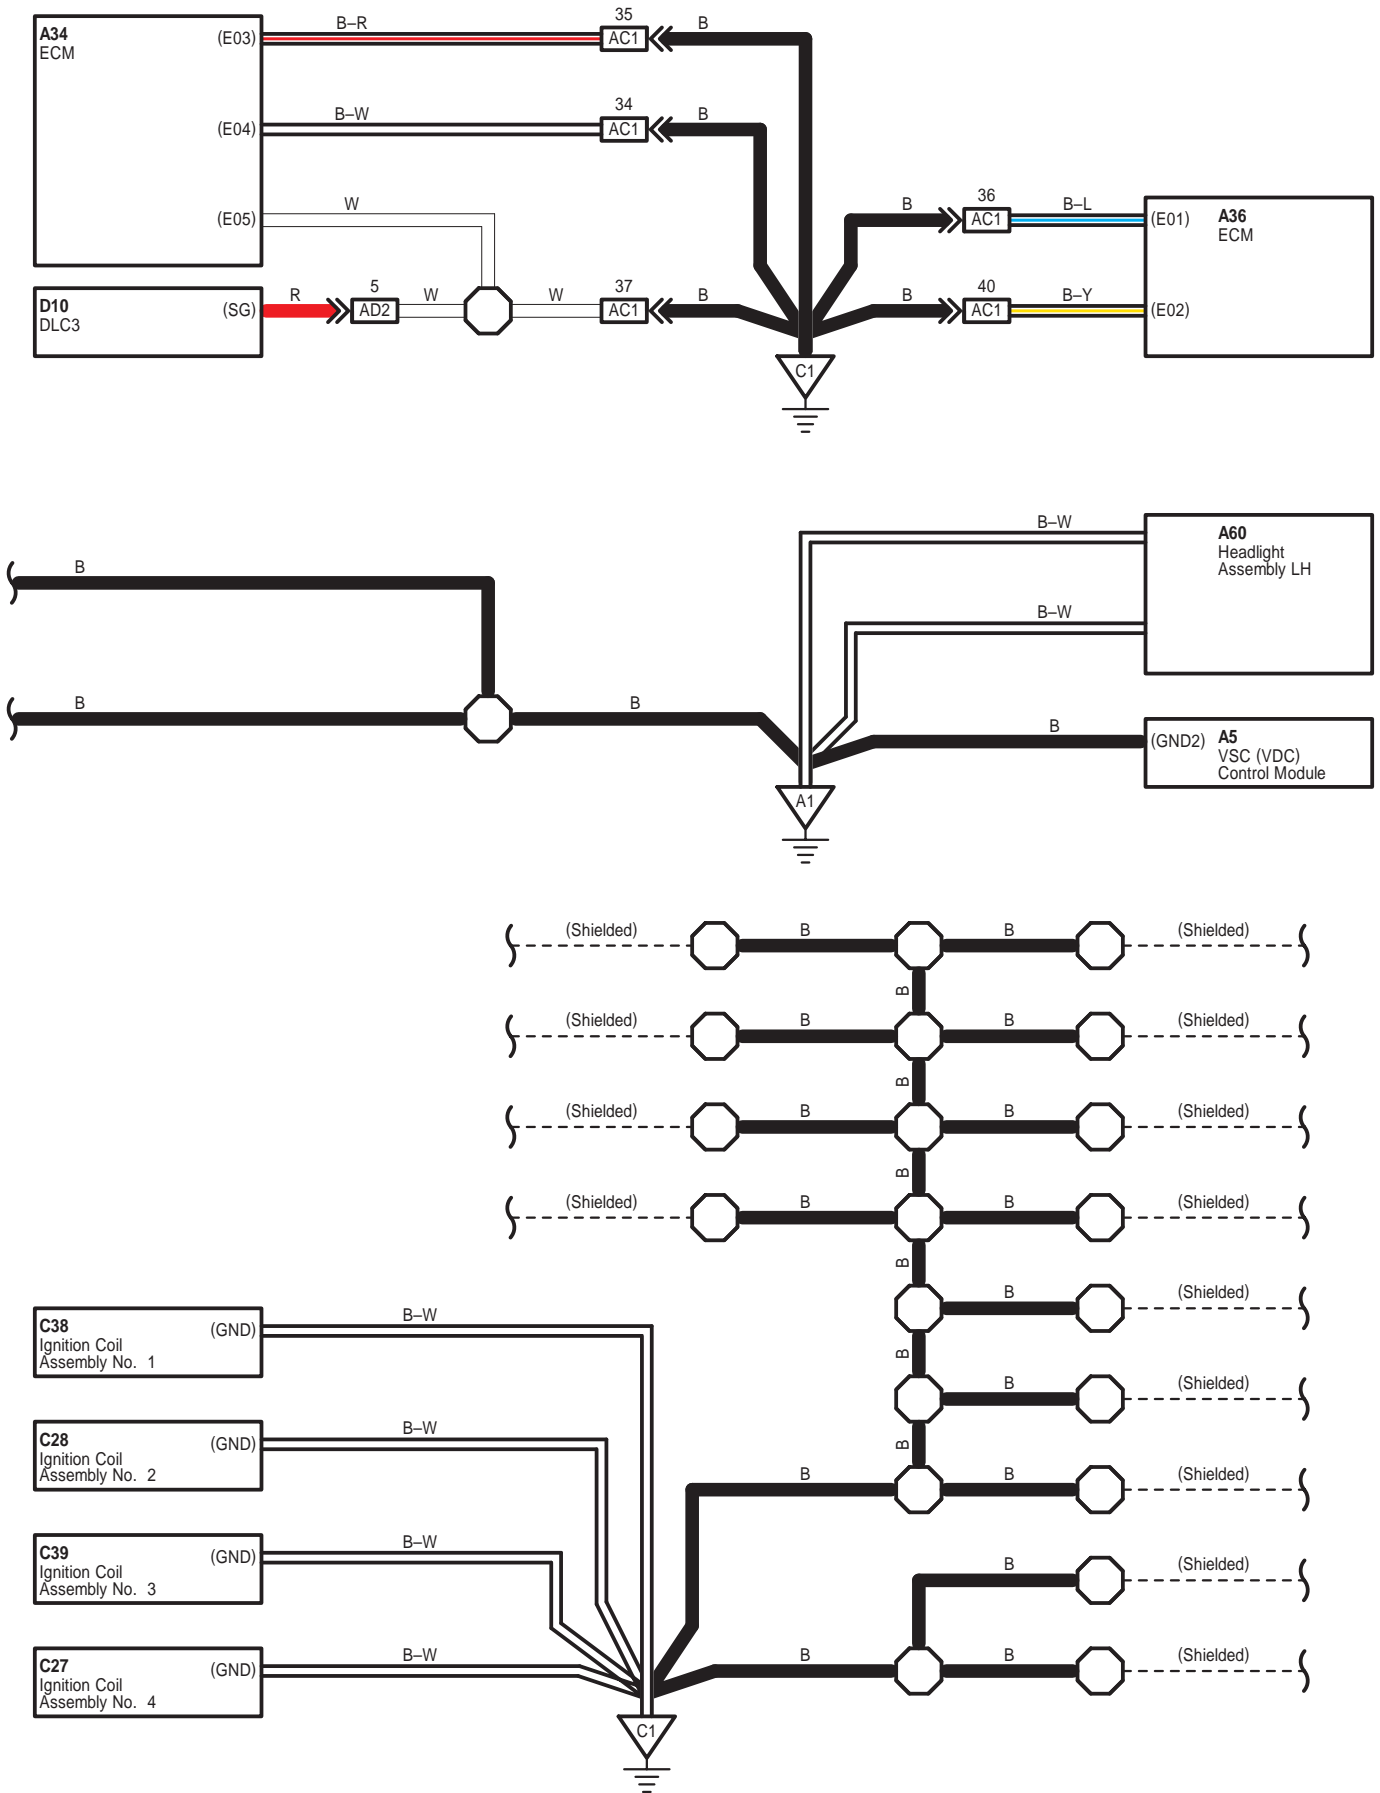 35
A34
ECM
(E03)
B–R
AC1
B
34
(E04)
B–W
AC1
B
(E05)
W
36
B
AC1
B–L
(E01)
A36
ECM
D10
DLC3
(SG)
R
5
AD2
W
W
37
AC1
B
B
40
AC1
B–Y
(E02)
C1
B–W
A60
Headlight
Assembly LH
B
B–W
B
B
B
(GND2)
A5
VSC (VDC)
Control Module
A1
(Shielded)
B
B
(Shielded)
B
(Shielded)
B
B
(Shielded)
B
(Shielded)
B
B
(Shielded)
B
(Shielded)
B
B
(Shielded)
B
B
(Shielded)
C38
Ignition Coil
Assembly No. 1
(GND)
B–W
B
B
(Shielded)
C28
Ignition Coil
Assembly No. 2
(GND)
B–W
B
B
B
(Shielded)
C39
Ignition Coil
Assembly No. 3
(GND)
B–W
B
(Shielded)
C27
Ignition Coil
Assembly No. 4
(GND)
B–W
B
B
(Shielded)
C1